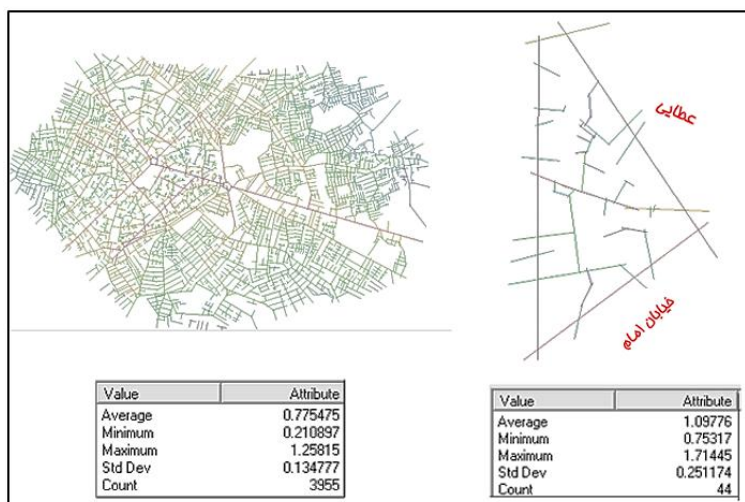 عطایی
خیابان امام
Value Attribute
Average 0.775475
Minimum 0.210897
Maximum 1.25815
Std Dev 0.134777
Count 3955
Value Attribute
Average 1.09776
Minimum 0.75317
Maximum 1.71445
Std Dev 0.251174
Count 44